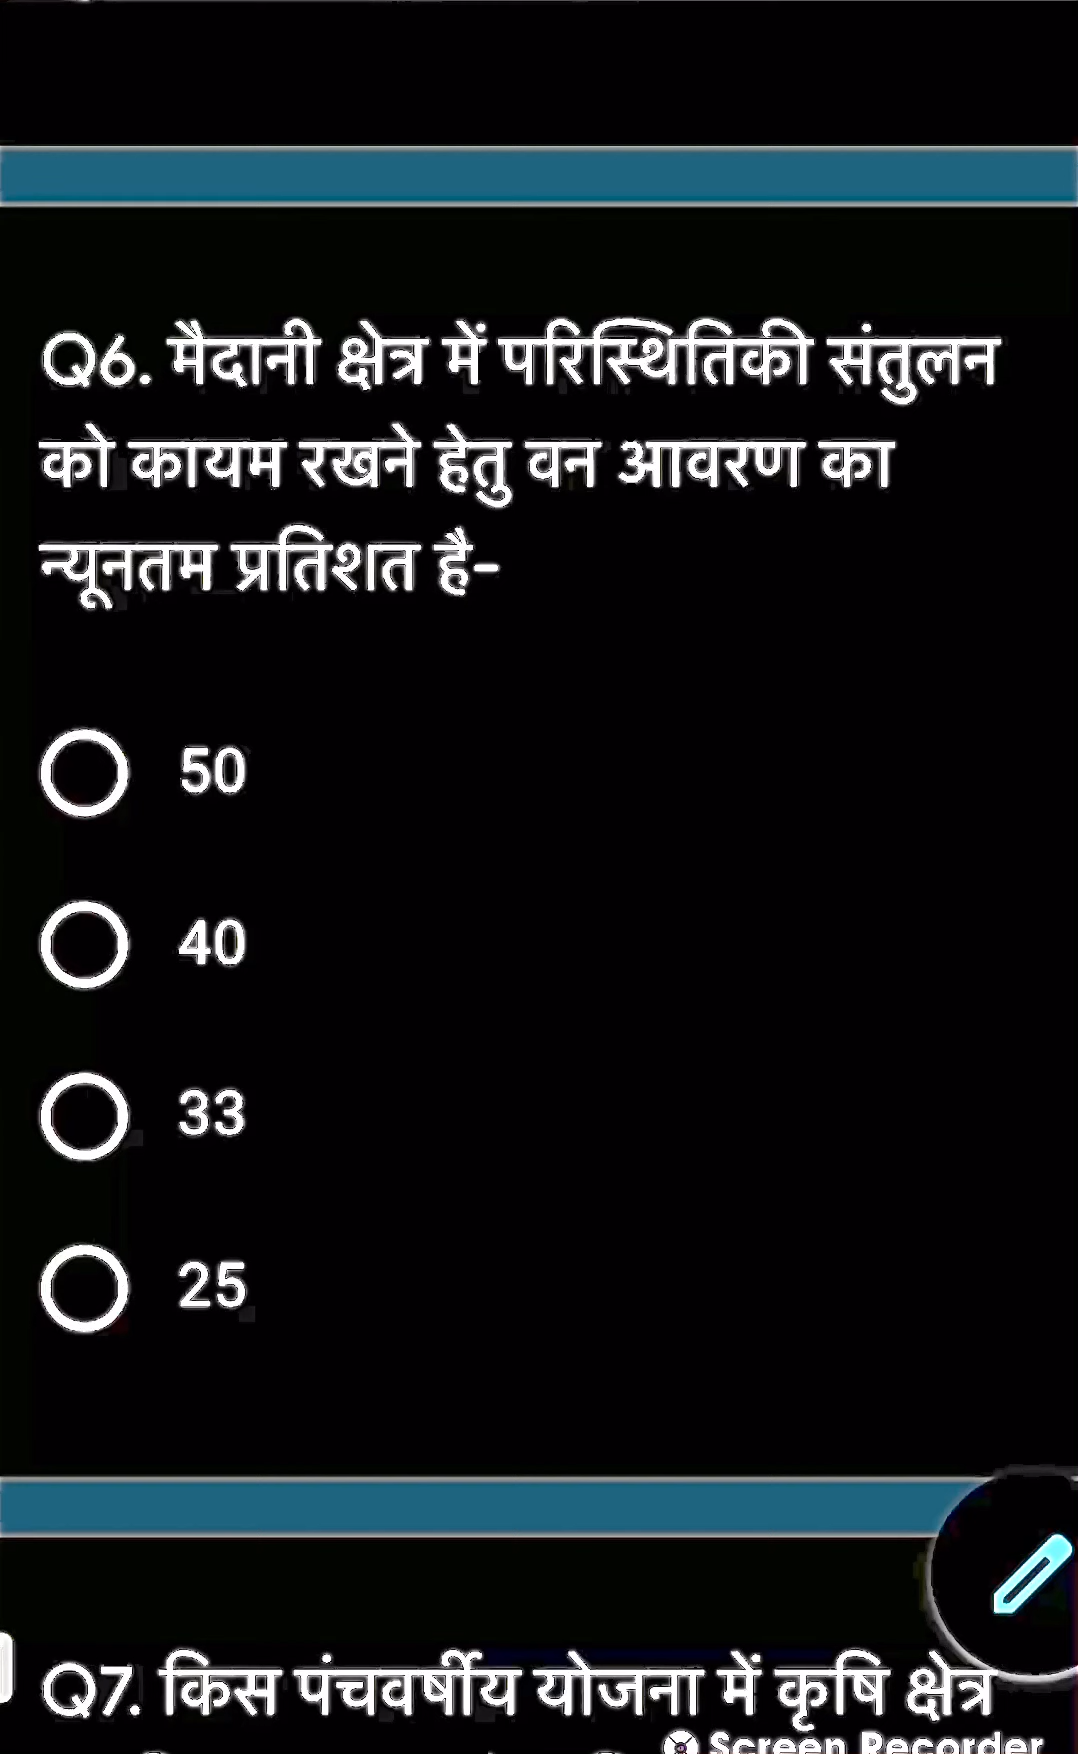 Q6. मैदानी क्षेत्र में परिस्थितिकी संतुलन
को कायम रखने हेतु वन आवरण का
न्यूनतम प्रतिशत है-
50
40
33
25
Q7. किस पंचवर्षीय योजना में कृषि क्षेत्र
Screen Recorder